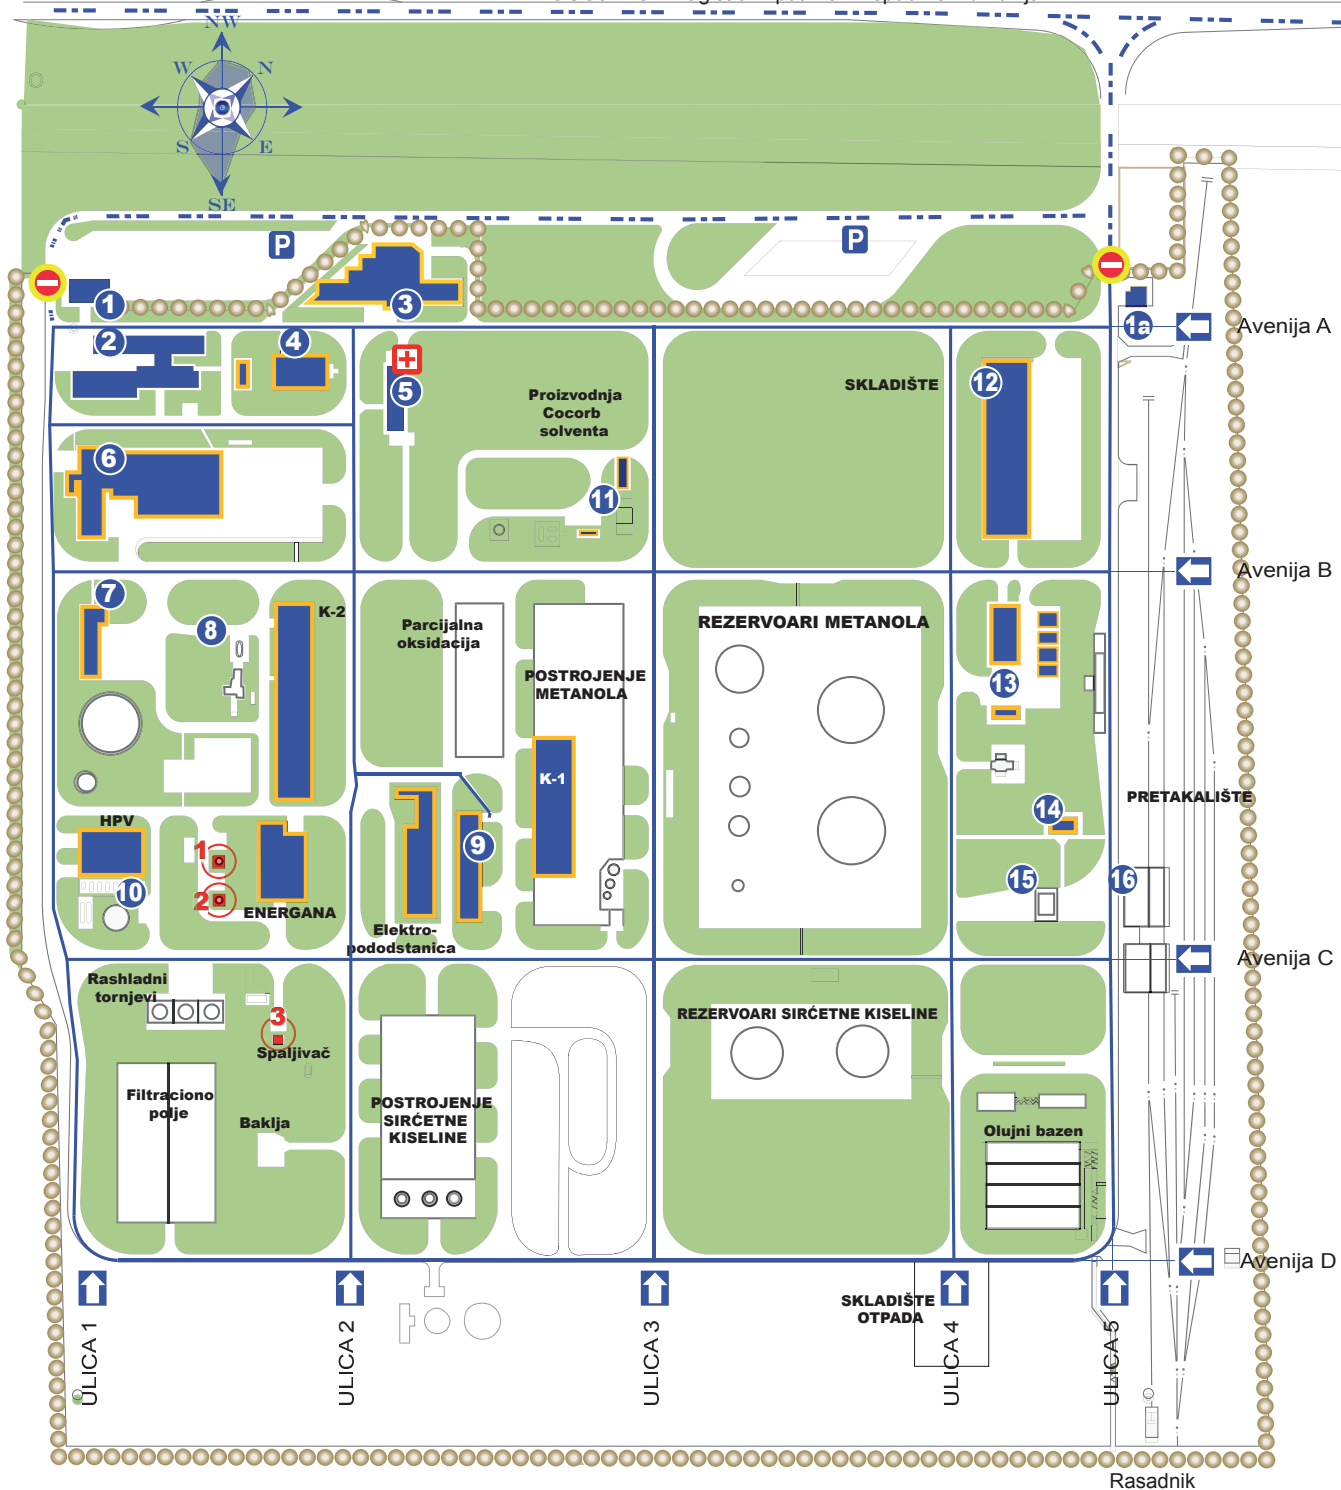 NW
W
N
S
E
SE
P
P
1
3
1a
Avenija A
2
4
5
SKLADIŠTE
12
Proizvodnja
Cocorb
solventa
6
11
Avenija B
7
8
K-2
Parcijalna
oksidacija
REZERVOARI METANOLA
POSTROJENJE
METANOLA
13
K-1
PRETAKALIŠTE
14
HPV
1
9
10
2
ENERGANA
15
16
Elektro-
pododstanica
Avenija C
Rashladni
tornjevi
3
Spaljivač
REZERVOARI SIRĆETNE KISELINE
Filtraciono
polje
Baklja
POSTROJENJE
SIRĆETNE
KISELINE
Olujni bazen
Avenija D
SKLADIŠTE
OTPADA
ULICA 1
ULICA 2
ULICA 3
ULICA 4
ULICA 5
Rasadnik